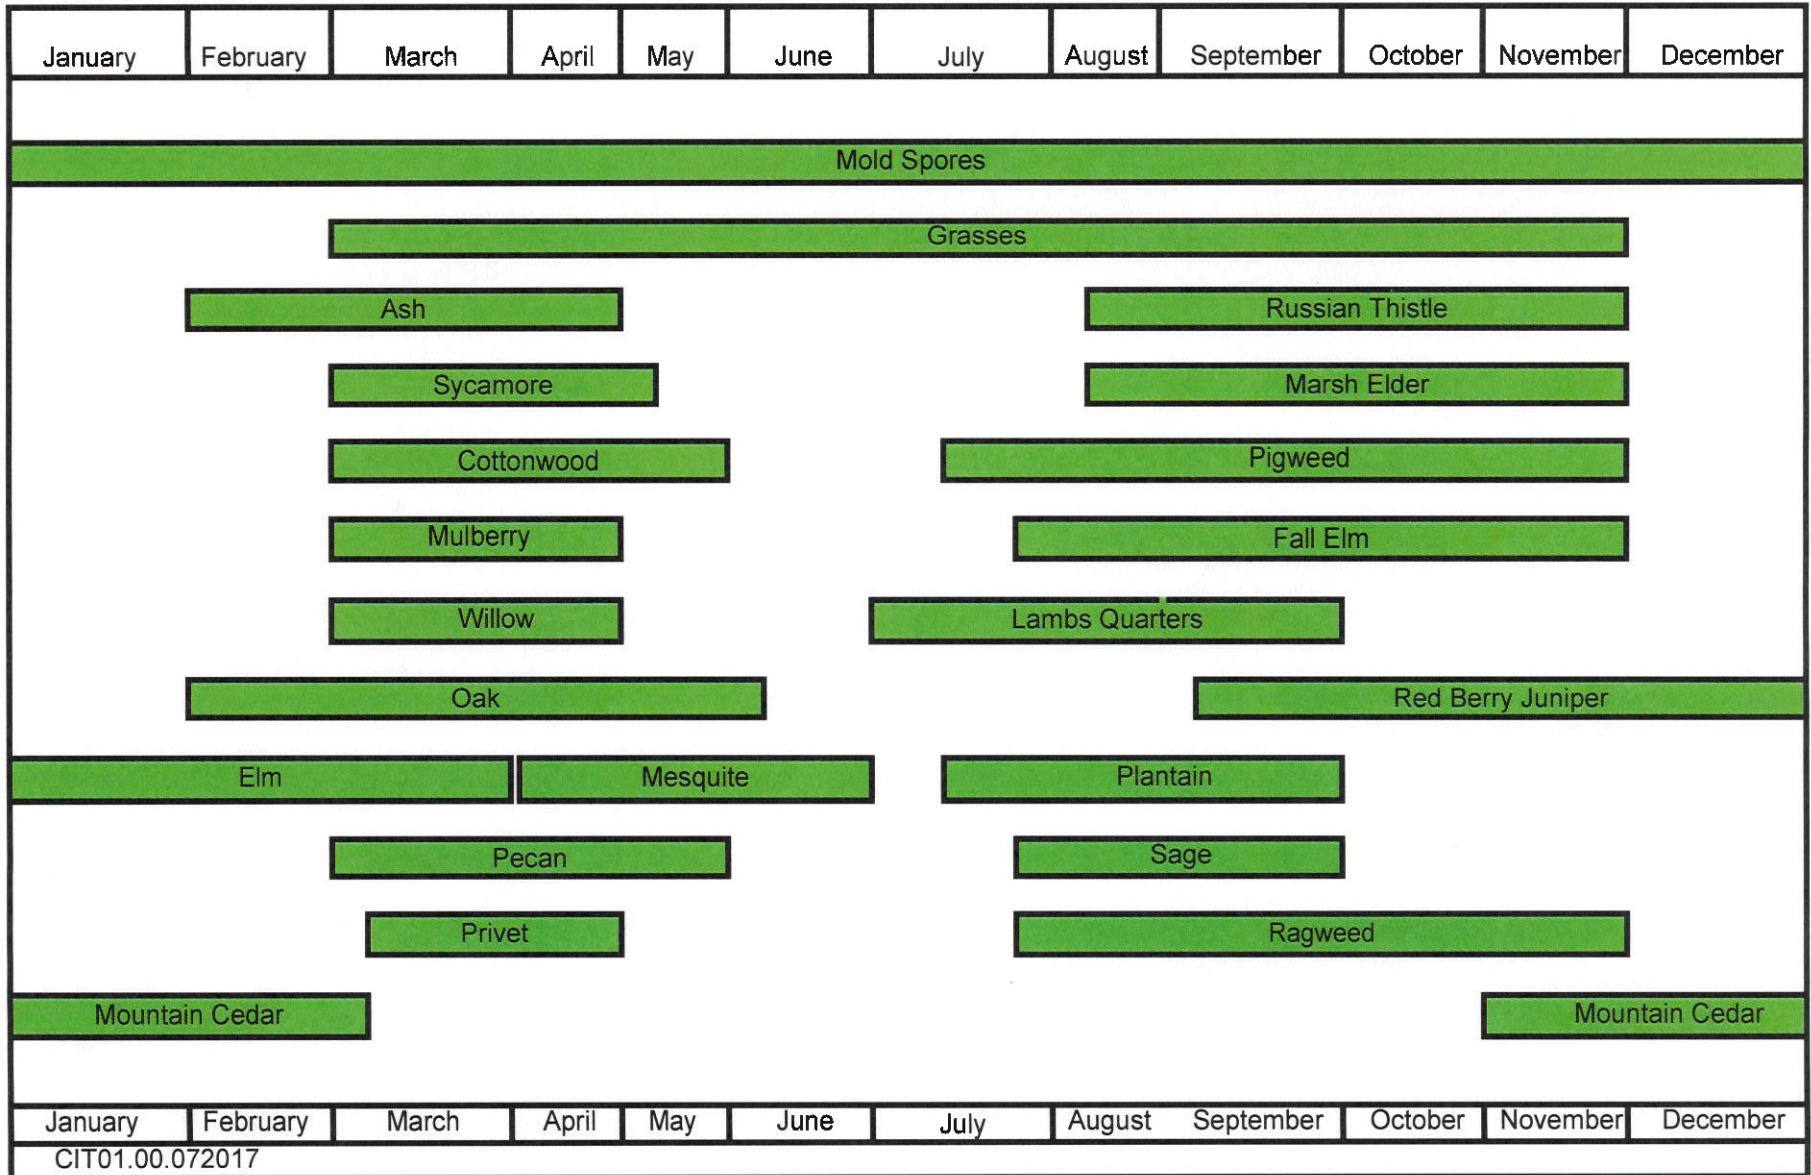 January February March April May June July August September October November December
Mold Spores
Grasses
Ash Russian Thistle
Sycamore Marsh Elder
Cottonwood Pigweed
Mulberry Fall Elm
Willow Lambs Quarters
Oak Red Berry Juniper
Elm Mesquite Plantain
Pecan Sage
Privet Ragweed
Mountain Cedar Mountain Cedar
January February March April May June July August September October November December
CIT01.00.072017